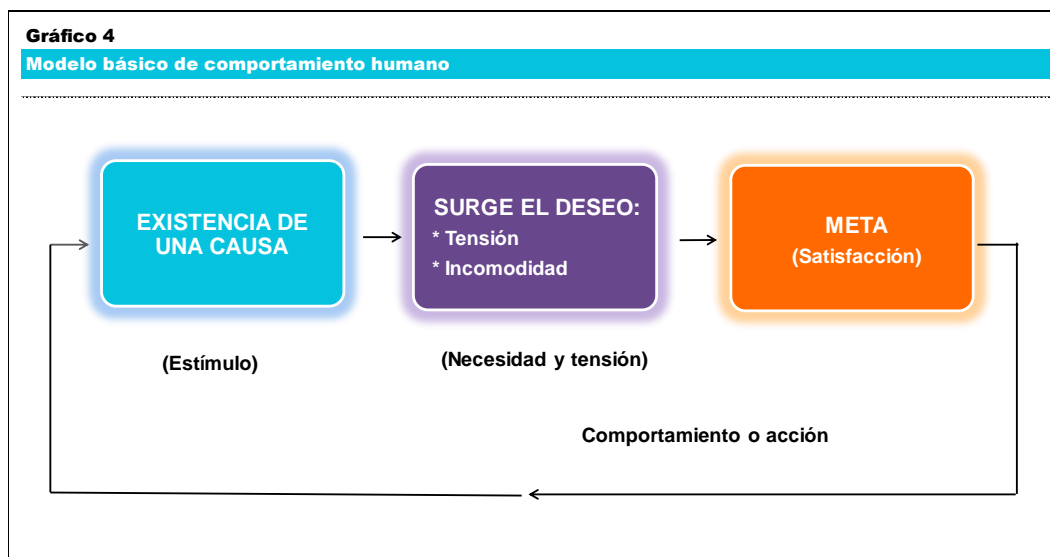 Gráfico 4
Modelo básico de comportamiento humano
EXISTENCIA DE
UNA CAUSA
SURGE EL DESEO:
* Tensión
* Incomodidad
META
(Satisfacción)
(Estímulo)
(Necesidad y tensión)
Comportamiento o acción